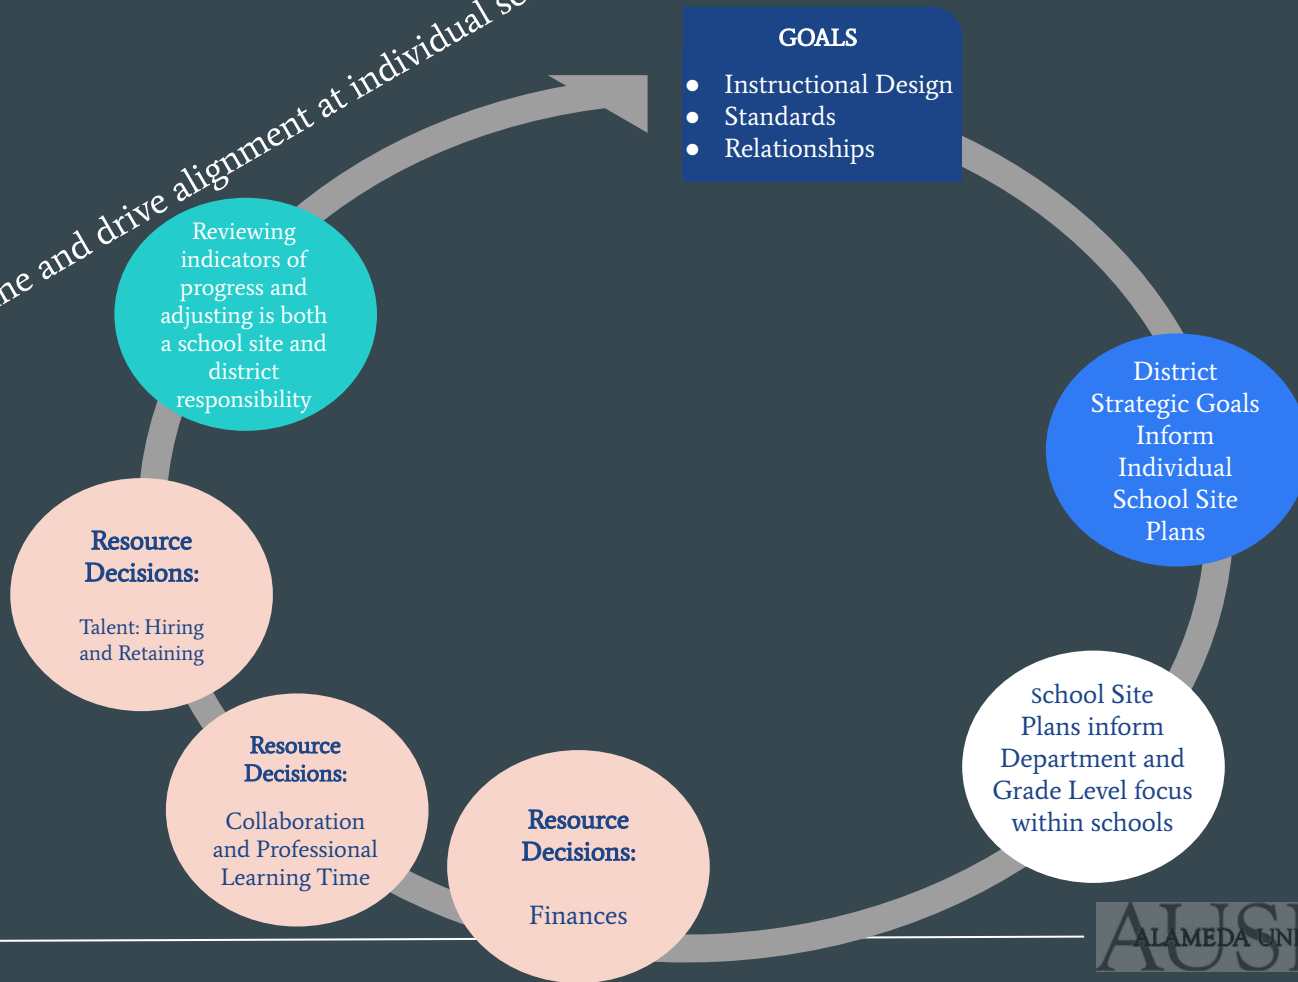 and drive alignment at individual
GOALS
● Instructional Design
● Standards
● Relationships
Reviewing
indicators of
progress and
adjusting is both
a school site and
district
responsibility
District
Strategic Goals
Inform
Individual
School Site
Plans
Resource
Decisions:
Talent: Hiring
and Retaining
school Site
Plans inform
Department and
Grade Level focus
within schools
Resource
Decisions:
Collaboration
and Professional
Learning Time
Resource
Decisions:
Finances
AUS
ALAMEDA